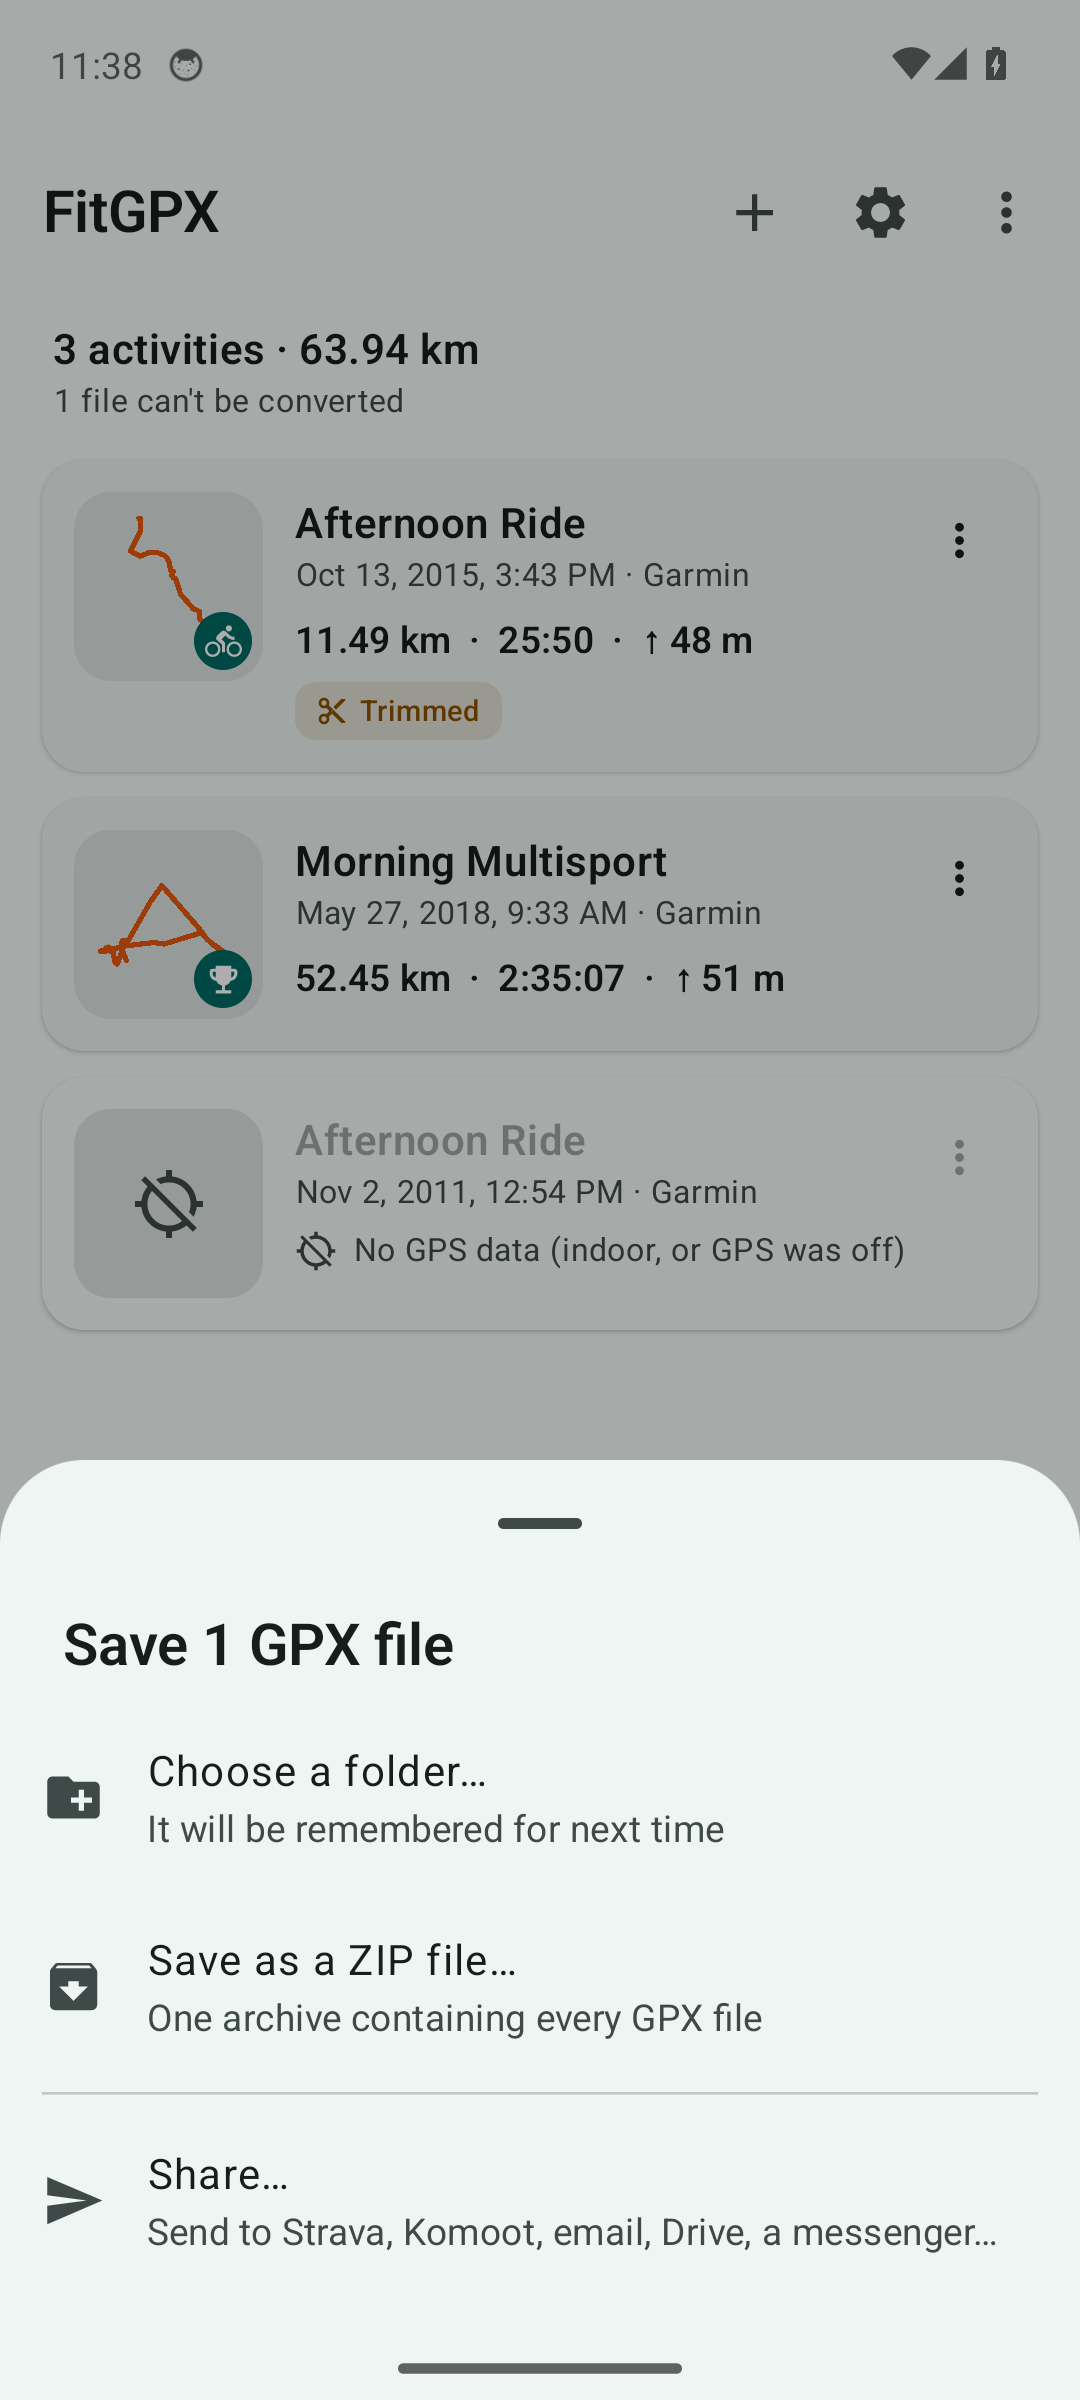 11:38
FitGPX
3 activities · 63.94 km
1 file can't be converted
Afternoon Ride
Oct 13, 2015, 3:43 PM · Garmin
11.49 km · 25:50 · ↑ 48 m
Trimmed
Morning Multisport
May 27, 2018, 9:33 AM · Garmin
52.45 km · 2:35:07 · ↑ 51 m
Afternoon Ride
Nov 2, 2011, 12:54 PM · Garmin
No GPS data (indoor, or GPS was off)
Save 1 GPX file
Choose a folder…
It will be remembered for next time
Save as a ZIP file…
One archive containing every GPX file
Share…
Send to Strava, Komoot, email, Drive, a messenger…